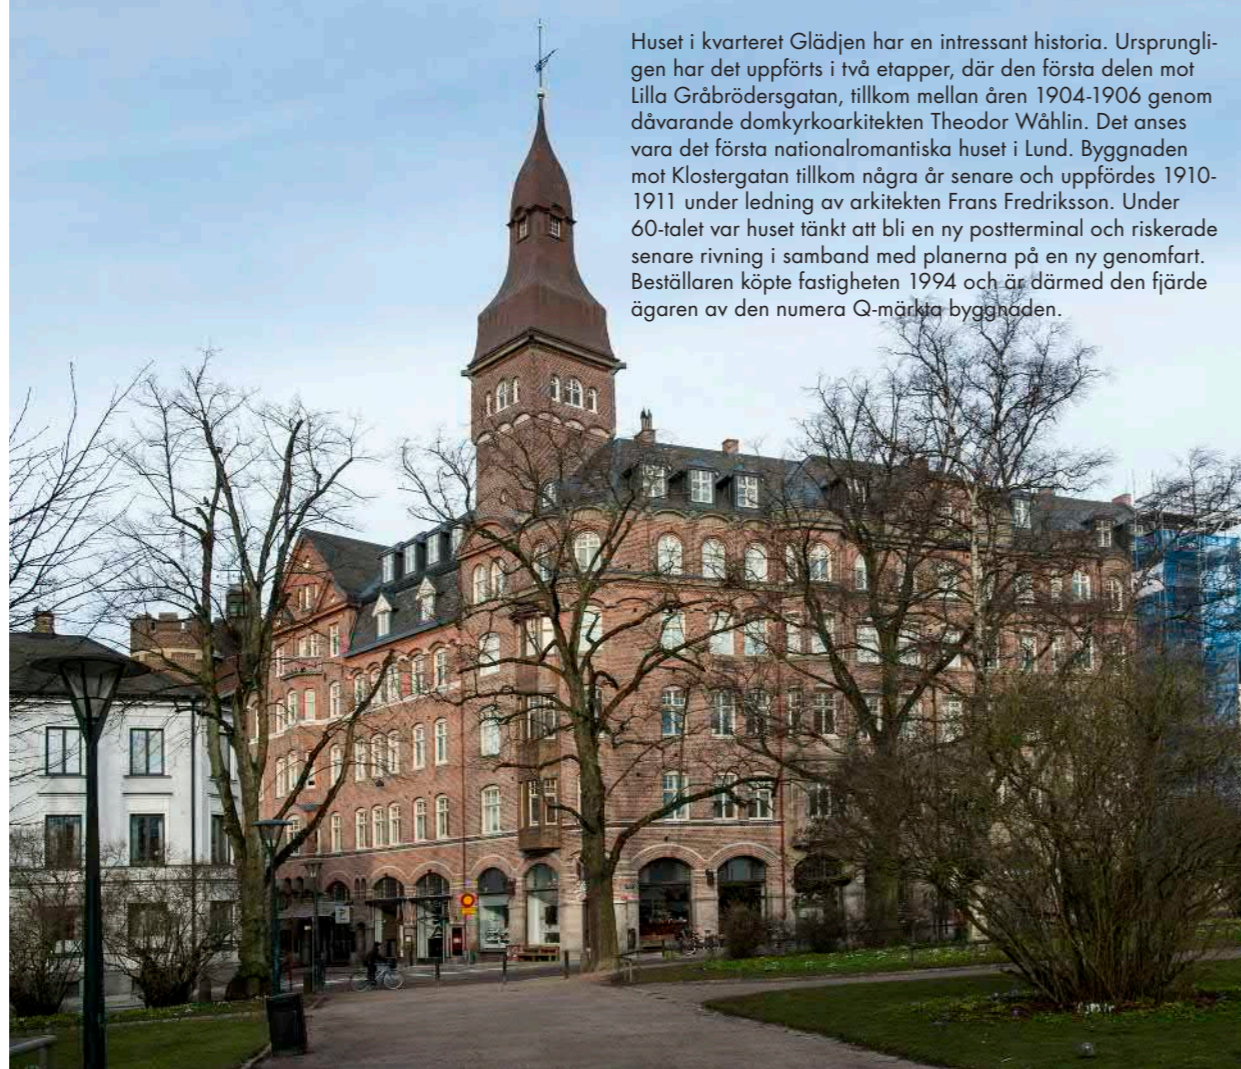 Huset i kvarteret Glädjen har en intressant historia. Ursprungli-
gen har det uppförts i två etapper, där den första delen mot
Lilla Gråbrödersgatan, tillkom mellan åren 1904-1906 genom
dåvarande domkyrkoarkitekten Theodor Wåhlin. Det anses
vara det första nationalromantiska huset i Lund. Byggnaden
mot Klostergatan tillkom några år senare och uppfördes 1910-
1911 under ledning av arkitekten Frans Fredriksson. Under
60-talet var huset tänkt att bli en ny postterminal och riskerade
senare rivning i samband med planerna på en ny genomfart.
Beställaren köpte fastigheten 1994 och är därmed den fjärde
ägaren av den numera Q-märkta byggnaden.